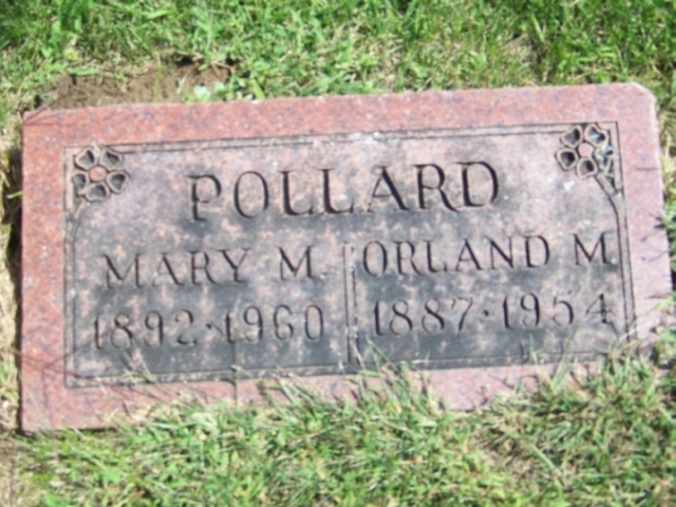 POLLARD
MARY M. ORLAND M.
1892·1960 1887·1954